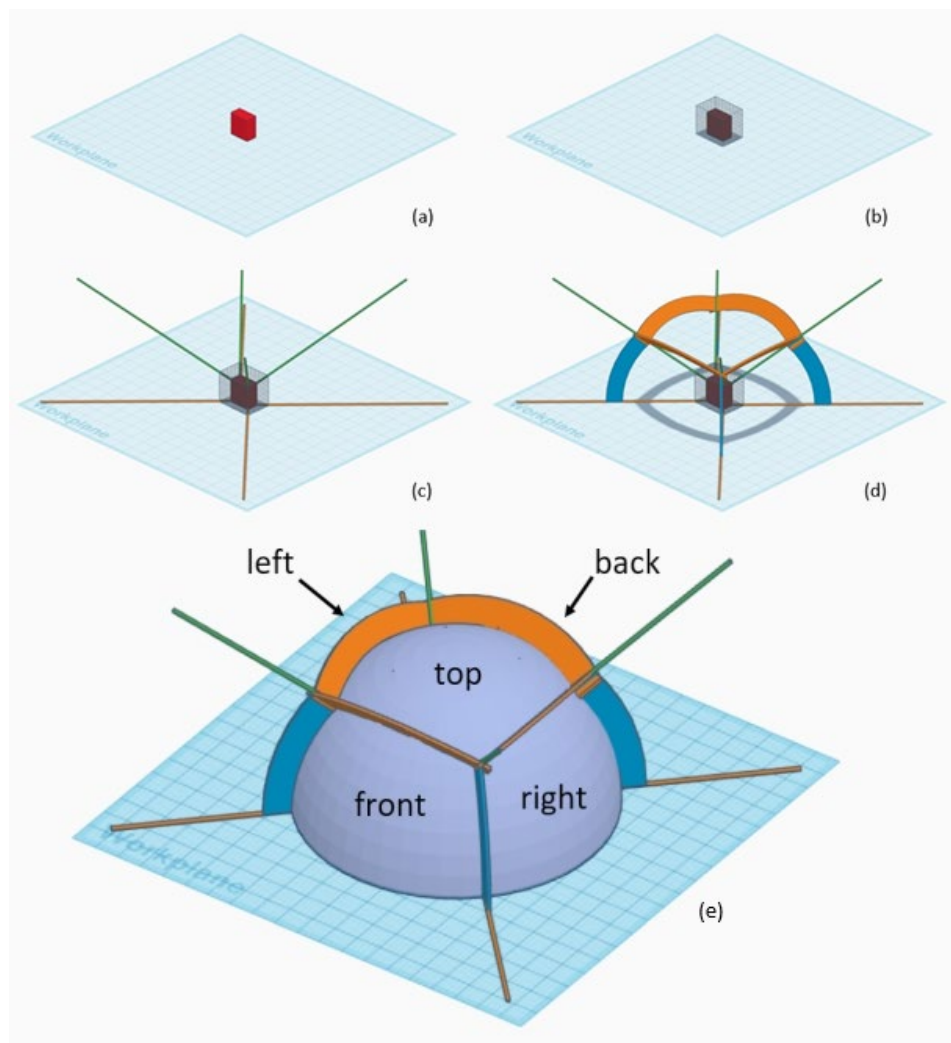 Workplane
(a)
Workplane
(b)
Workplane
(c)
Workplane
(d)
left
back
top
front
right
Workplane
(e)